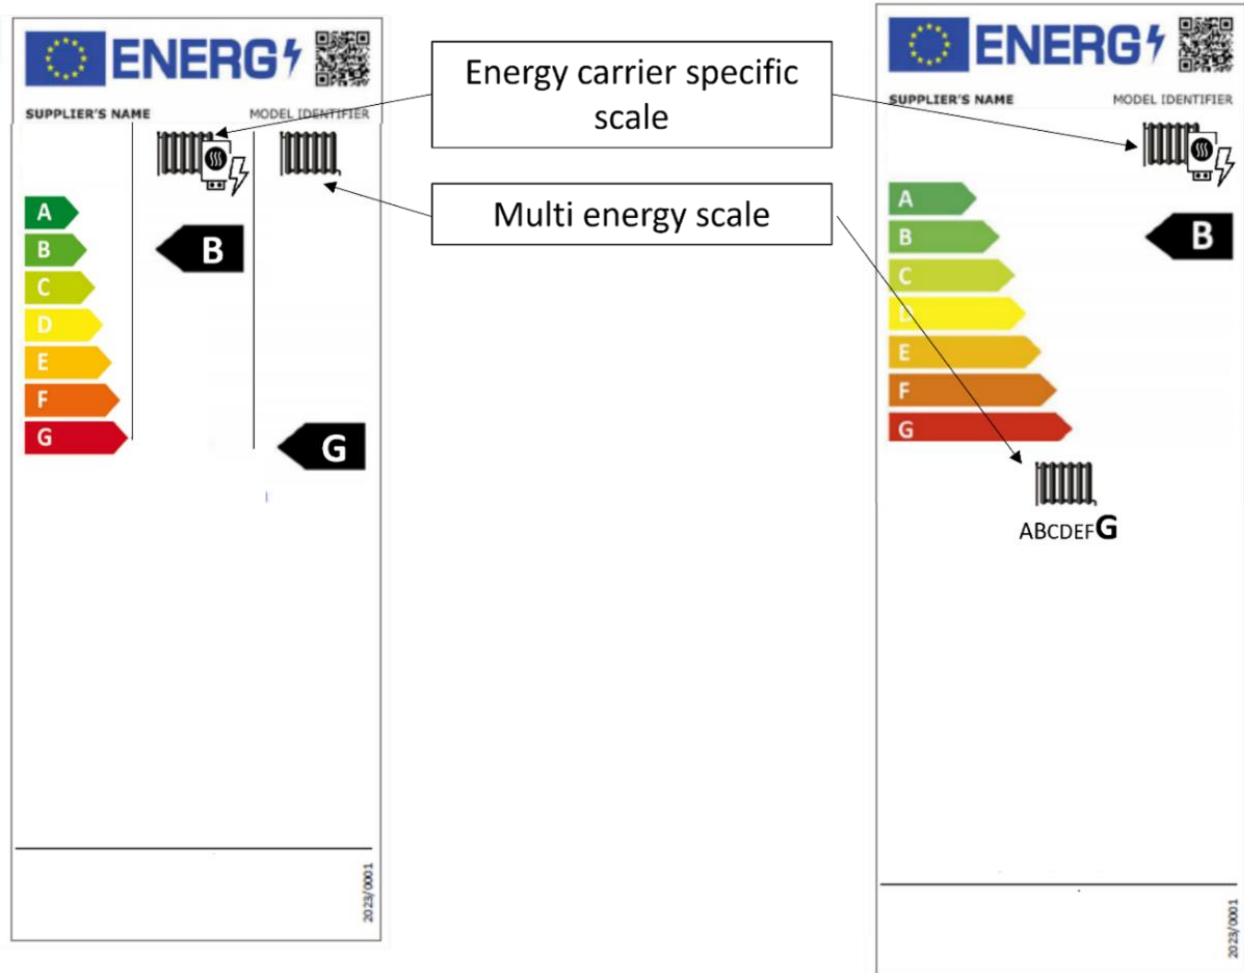 ENERG
SUPPLIER'S NAME MODEL IDENTIFIER
A
B
C
D
E
F
G
B
G
2023/0001
Energy carrier specific
scale
Multi energy scale
ENERG
SUPPLIER'S NAME MODEL IDENTIFIER
A
B
C
D
E
F
G
B
ABCDEFG
2023/0001